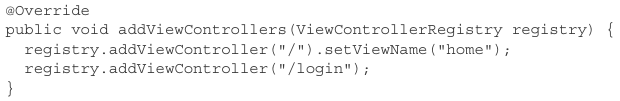 @Override
public void addViewControllers(ViewControllerRegistry registry) {
  registry.addViewController("/").setViewName("home");
  registry.addViewController("/login");
}